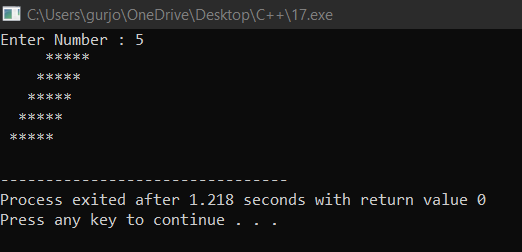 C:\Users\gurjo\OneDrive\Desktop\C++\17.exe
Enter Number : 5
     *****
    *****
   *****
  *****
 *****
--------------------------------
Process exited after 1.218 seconds with return value 0
Press any key to continue . . .